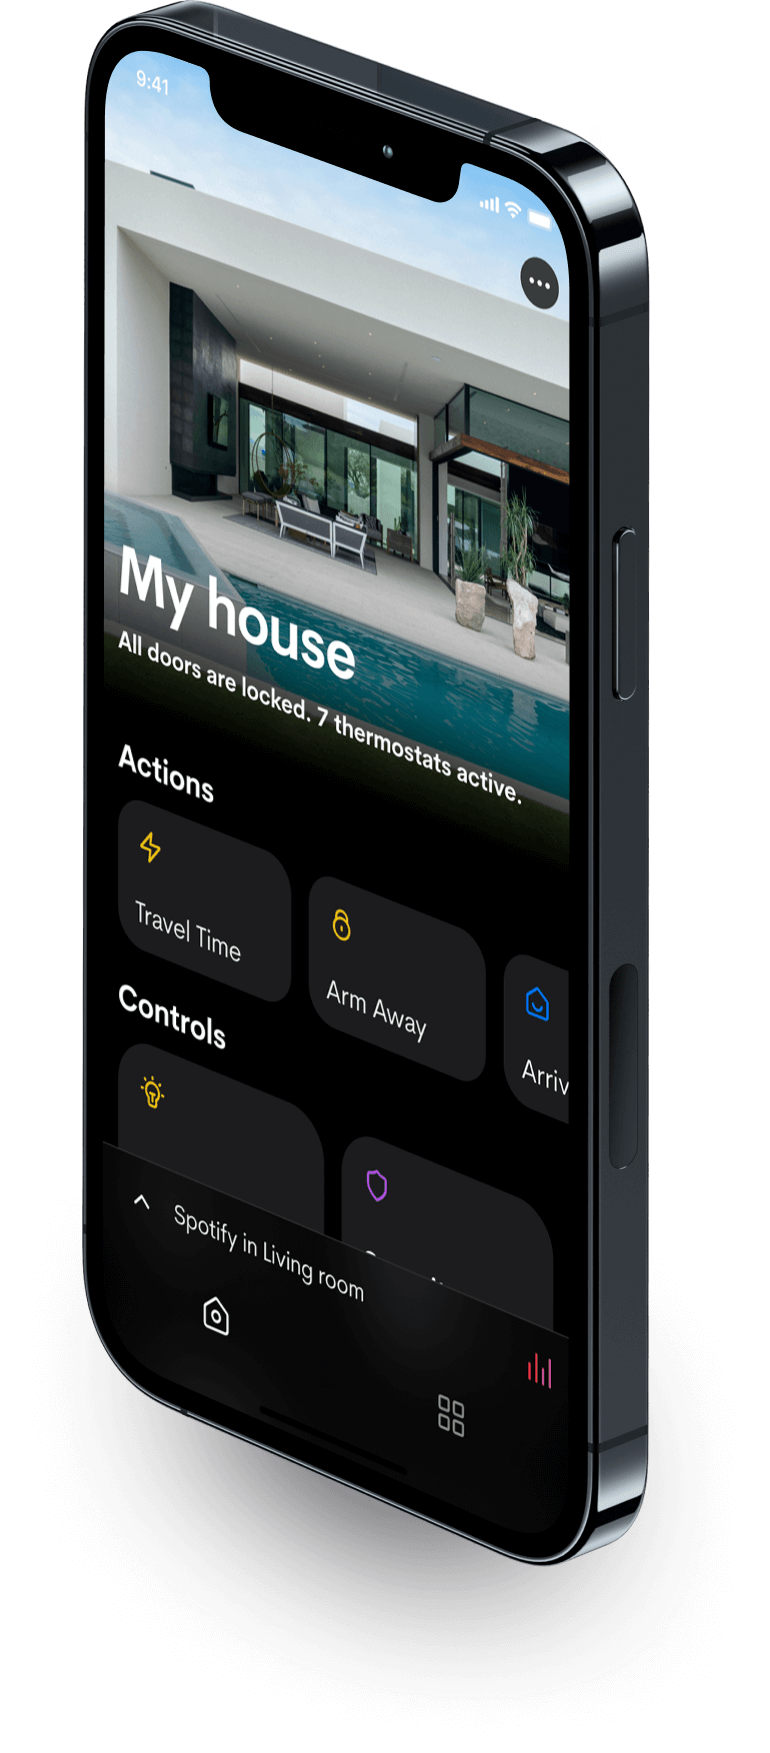 9:41
My house
All doors are locked. 7 thermostats active.
Actions
Travel Time
Arm Away
Arriv
Controls
Spotify in Living room